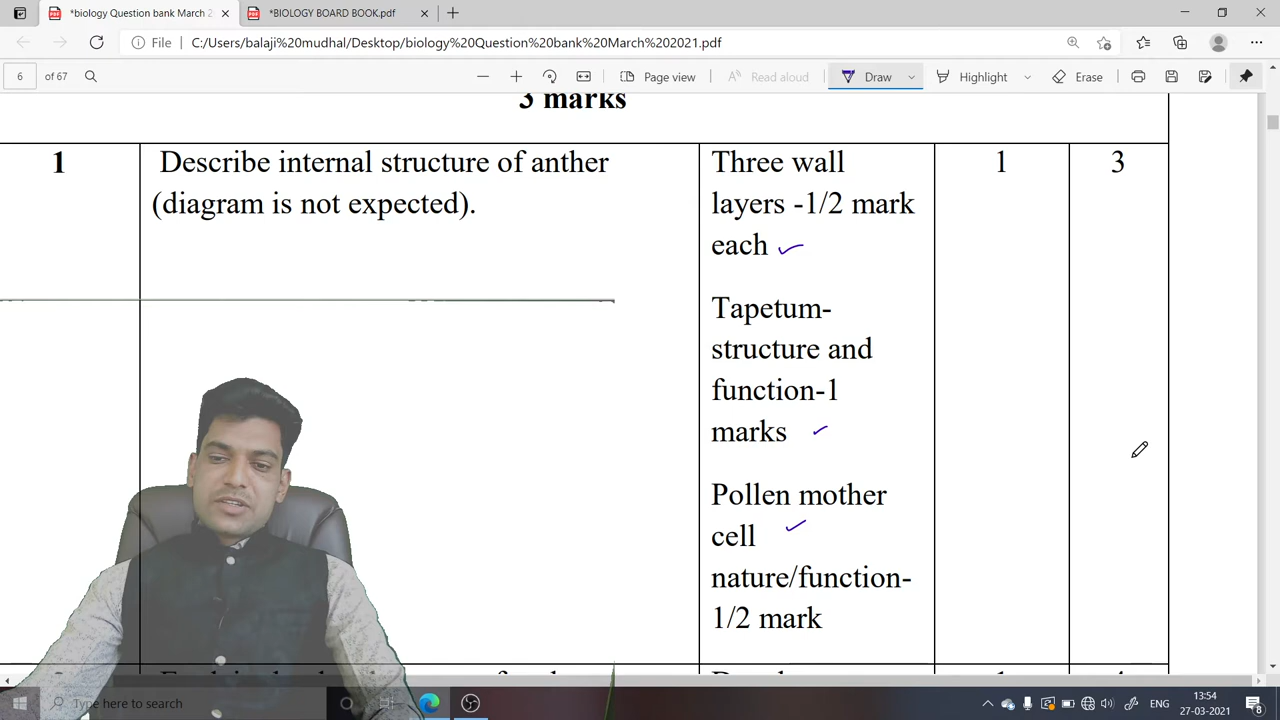 *biology Question bank March 2
*BIOLOGY BOARD BOOK.pdf
File
C:/Users/balaji%20mudhal/Desktop/biology%20Question%20bank%20March%202021.pdf
6 of 67
Page view
Read aloud
Draw
Highlight
Erase
3 marks
1
Describe internal structure of anther
(diagram is not expected).
Three wall
layers -1/2 mark
each
Tapetum-
structure and
function-1
marks
Pollen mother
cell
nature/function-
1/2 mark
1
3
Type here to search
ENG
13:54
27-03-2021
8